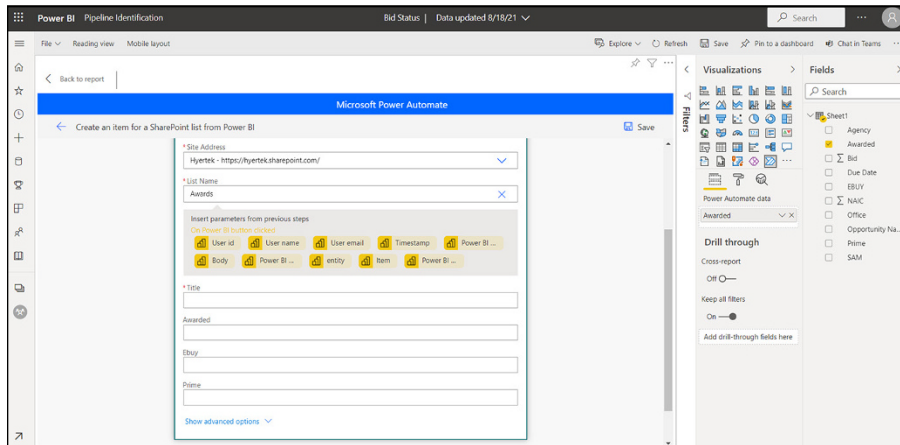 Power BI Pipeline Identification Bid Status | Data updated 8/18/21 Search
File Reading view Mobile layout Explore Refresh Save Pin to a dashboard Chat in Teams
Back to report
Microsoft Power Automate
Create an item for a SharePoint list from Power BI Save
* Site Address
Hyertek - https://hyertek.sharepoint.com/
* List Name
Awards
Insert parameters from previous steps
On Power BI button clicked
User id User name User email Timestamp Power BI ...
Body Power BI ... entity Item Power BI ...
* Title
Awarded
Ebuy
Prime
Show advanced options
Filters
Visualizations
Power Automate data
Awarded
Drill through
Cross-report
Off
Keep all filters
On
Add drill-through fields here
Fields
Search
Sheet1
Agency
Awarded
Σ Bid
Due Date
EBUY
Σ NAIC
Office
Opportunity Na...
Prime
SAM